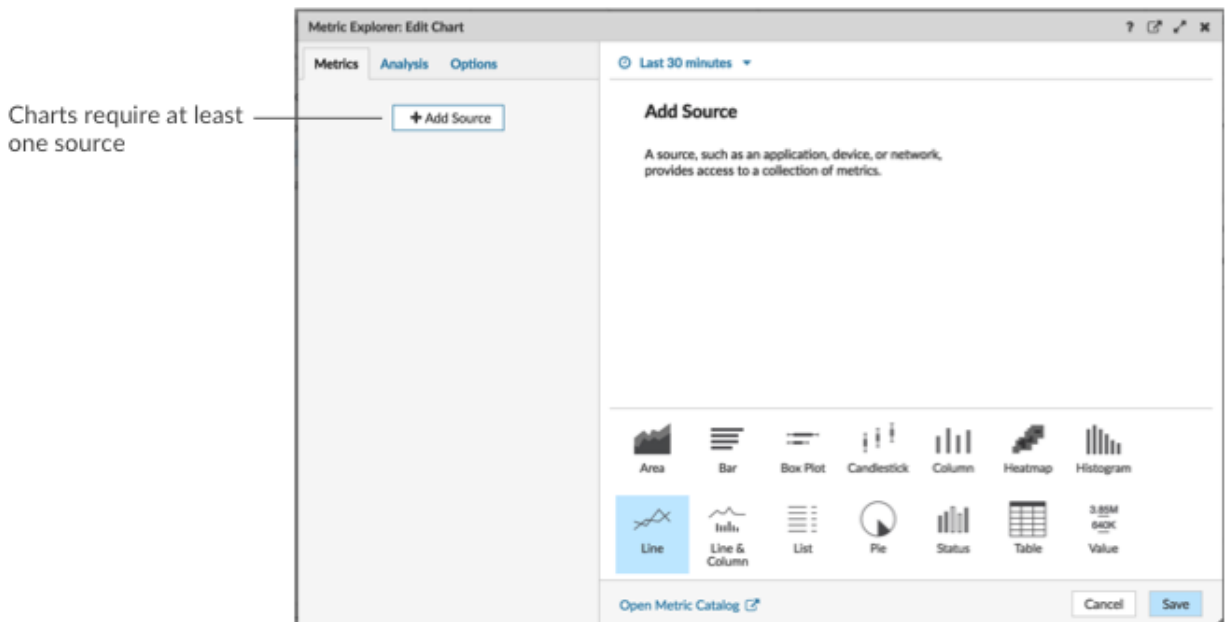 Metric Explorer: Edit Chart ?
Metrics Analysis Options
Last 30 minutes
Charts require at least
one source
+ Add Source
Add Source
A source, such as an application, device, or network,
provides access to a collection of metrics.
Area Bar Box Plot Candlestick Column Heatmap Histogram
3.85M
640K
Line Line & List Pie Status Table Value
Column
Open Metric Catalog
Cancel Save